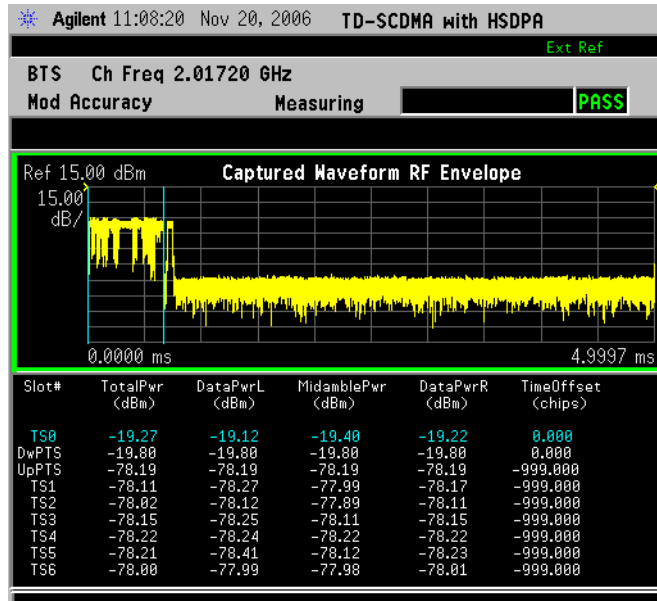 Agilent 11:08:20 Nov 20, 2006 TD-SCDMA with HSDPA
Ext Ref
BTS Ch Freq 2.01720 GHz
Mod Accuracy Measuring PASS
Ref 15.00 dBm Captured Waveform RF Envelope
15.00
dB/
0.0000 ms 4.9997 ms
Slot# TotalPwr DataPwrL MidamblePwr DataPwrR TimeOffset
(dBm) (dBm) (dBm) (dBm) (chips)
TS0 -19.27 -19.12 -19.40 -19.22 0.000
DwPTS -19.80 -19.80 -19.80 -19.80 0.000
UpPTS -78.19 -78.19 -78.19 -78.19 -999.000
TS1 -78.11 -78.27 -77.99 -78.17 -999.000
TS2 -78.02 -78.12 -77.89 -78.11 -999.000
TS3 -78.15 -78.25 -78.11 -78.15 -999.000
TS4 -78.22 -78.24 -78.22 -78.22 -999.000
TS5 -78.21 -78.41 -78.12 -78.23 -999.000
TS6 -78.00 -77.99 -77.98 -78.01 -999.000